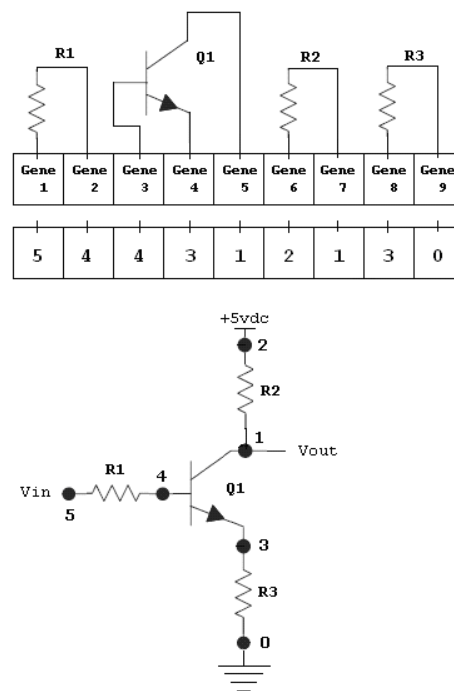 R1 Q1 R2 R3
Gene Gene Gene Gene Gene Gene Gene Gene Gene
1 2 3 4 5 6 7 8 9
5 4 4 3 1 2 1 3 0
+5vdc
2
R2
1 Vout
R1 4
Vin Q1
5
3
R3
0